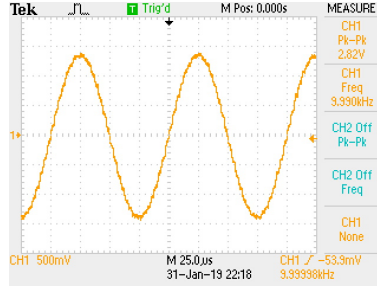 Tek T Trig'd M Pos: 0.000s MEASURE
CH1
Pk-Pk
2.82V
CH1
Freq
9.990kHz
1
CH2 Off
Pk-Pk
CH2 Off
Freq
CH1
None
CH1 500mV M 25.0µs CH1 -53.9mV
31-Jan-19 22:18 9.99998kHz